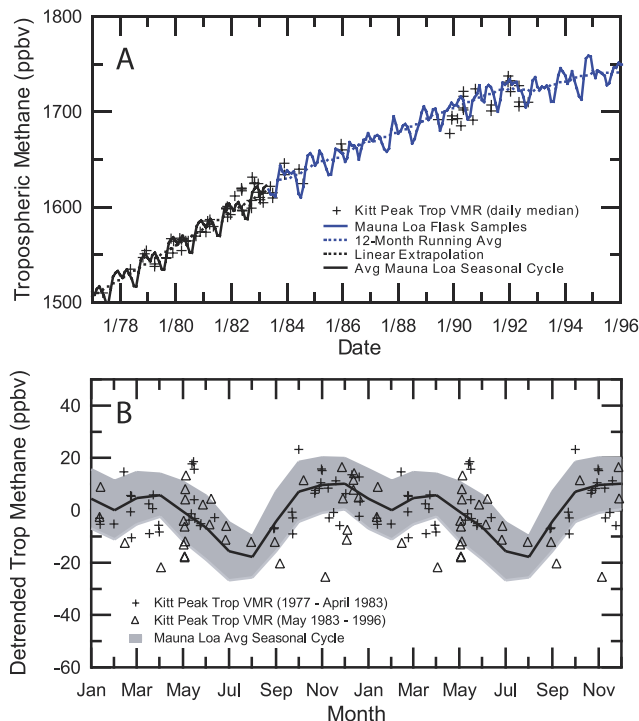 1800
1700
1600
1500
Tropospheric Methane (ppbv)
A
Kitt Peak Trop VMR (daily median)
Mauna Loa Flask Samples
12-Month Running Avg
Linear Extrapolation
Avg Mauna Loa Seasonal Cycle
1/78 1/80 1/82 1/84 1/86 1/88 1/90 1/92 1/94 1/96
Date
40
20
0
-20
-40
-60
Detrended Trop Methane (ppbv)
B
Kitt Peak Trop VMR (1977 - April 1983)
Kitt Peak Trop VMR (May 1983 - 1996)
Mauna Loa Avg Seasonal Cycle
Jan Mar May Jul Sep Nov Jan Mar May Jul Sep Nov
Month